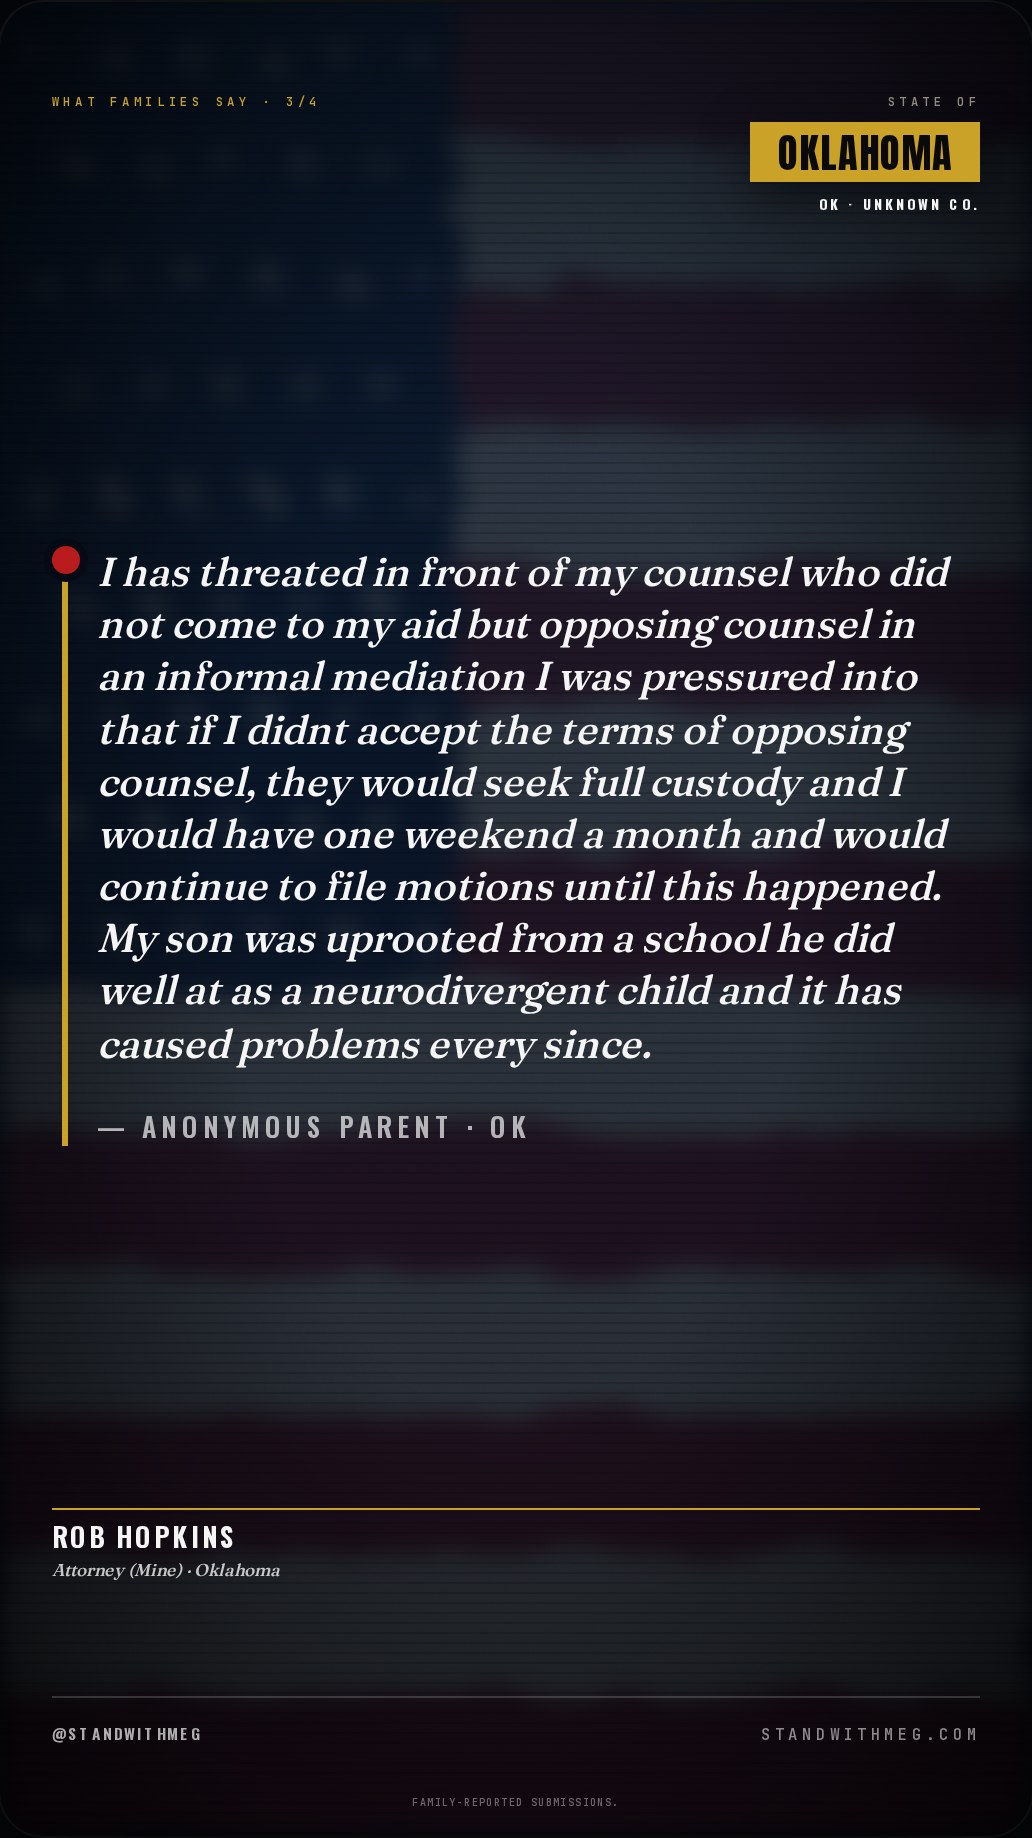 WHAT FAMILIES SAY · 3/4
STATE OF
OKLAHOMA
OK · UNKNOWN CO.
I has threated in front of my counsel who did
not come to my aid but opposing counsel in
an informal mediation I was pressured into
that if I didnt accept the terms of opposing
counsel, they would seek full custody and I
would have one weekend a month and would
continue to file motions until this happened.
My son was uprooted from a school he did
well at as a neurodivergent child and it has
caused problems every since.
— ANONYMOUS PARENT · OK
ROB HOPKINS
Attorney (Mine) · Oklahoma
@STANDWITHMEG
STANDWITHMEG.COM
FAMILY-REPORTED SUBMISSIONS.